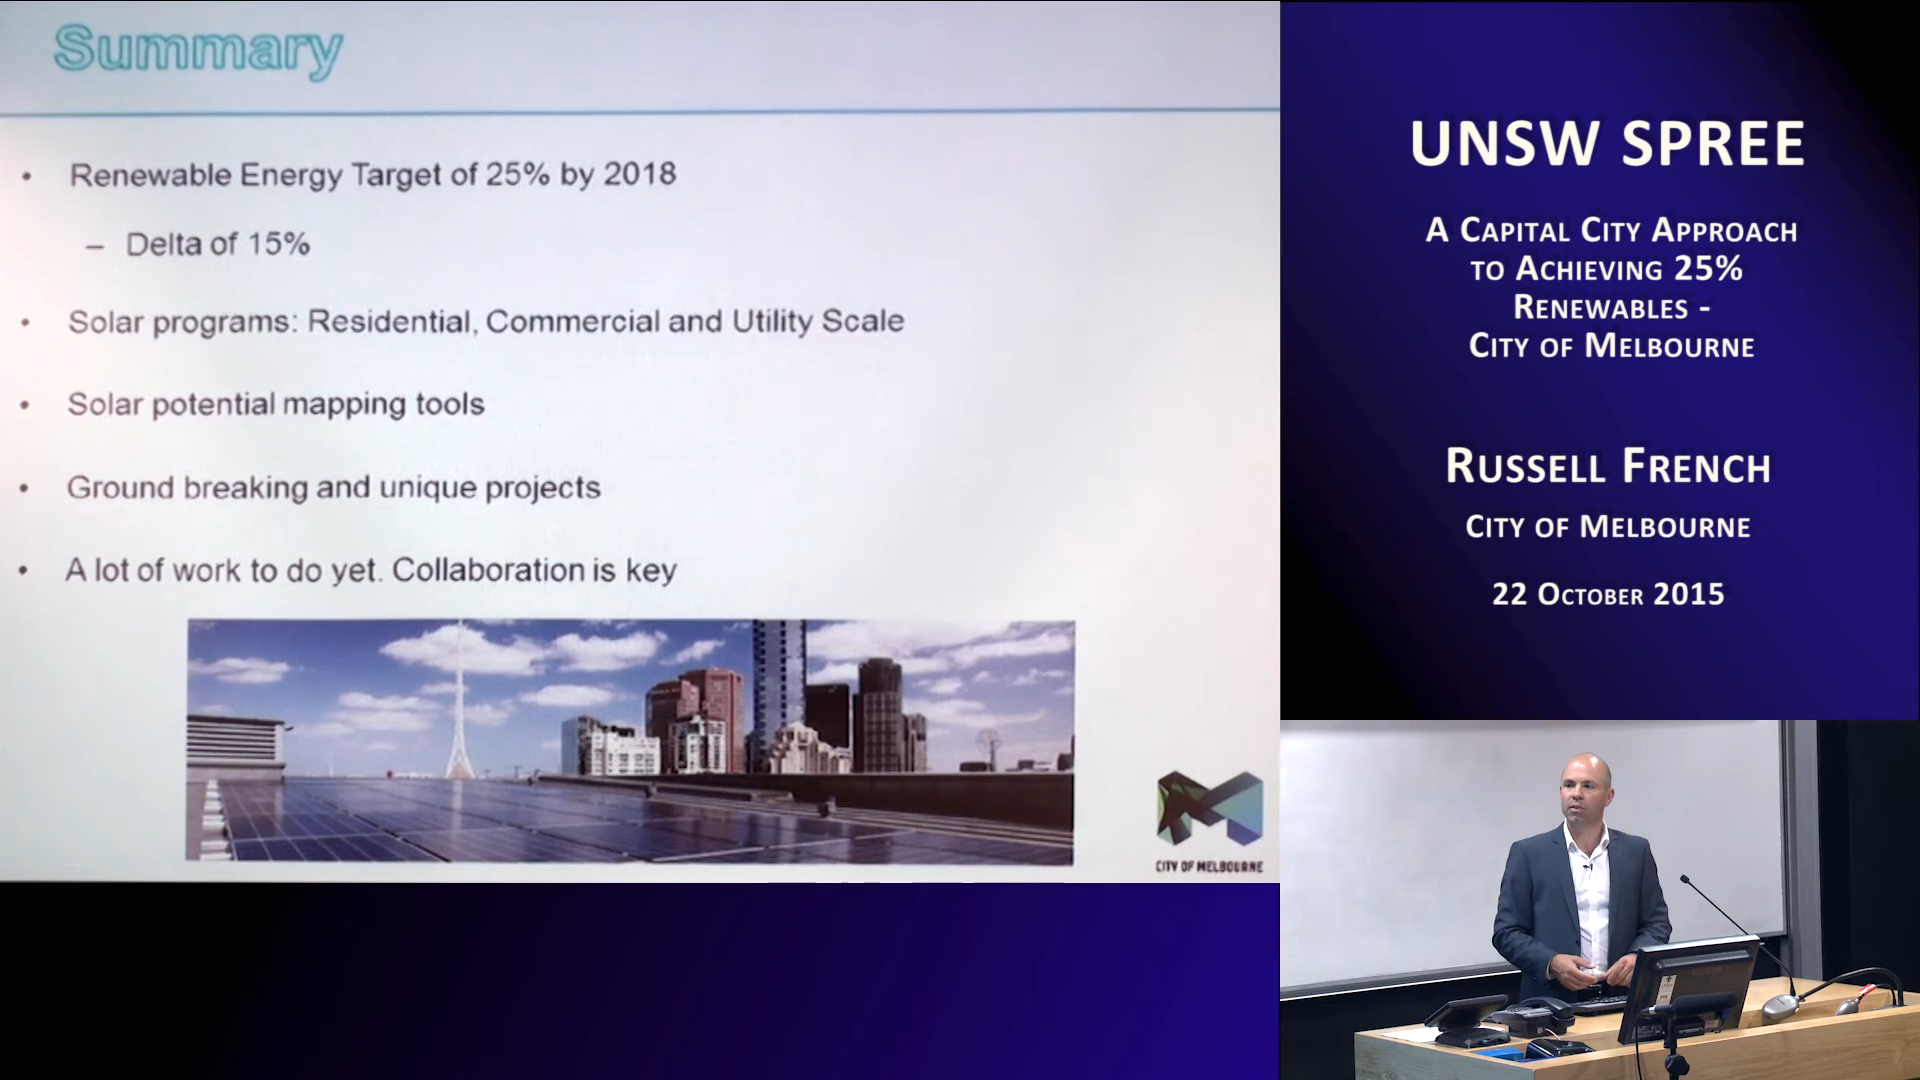 Summary
• Renewable Energy Target of 25% by 2018
– Delta of 15%
• Solar programs: Residential, Commercial and Utility Scale
• Solar potential mapping tools
• Ground breaking and unique projects
• A lot of work to do yet. Collaboration is key
CITY OF MELBOURNE
UNSW SPREE
A CAPITAL CITY APPROACH
TO ACHIEVING 25%
RENEWABLES -
CITY OF MELBOURNE
RUSSELL FRENCH
CITY OF MELBOURNE
22 OCTOBER 2015